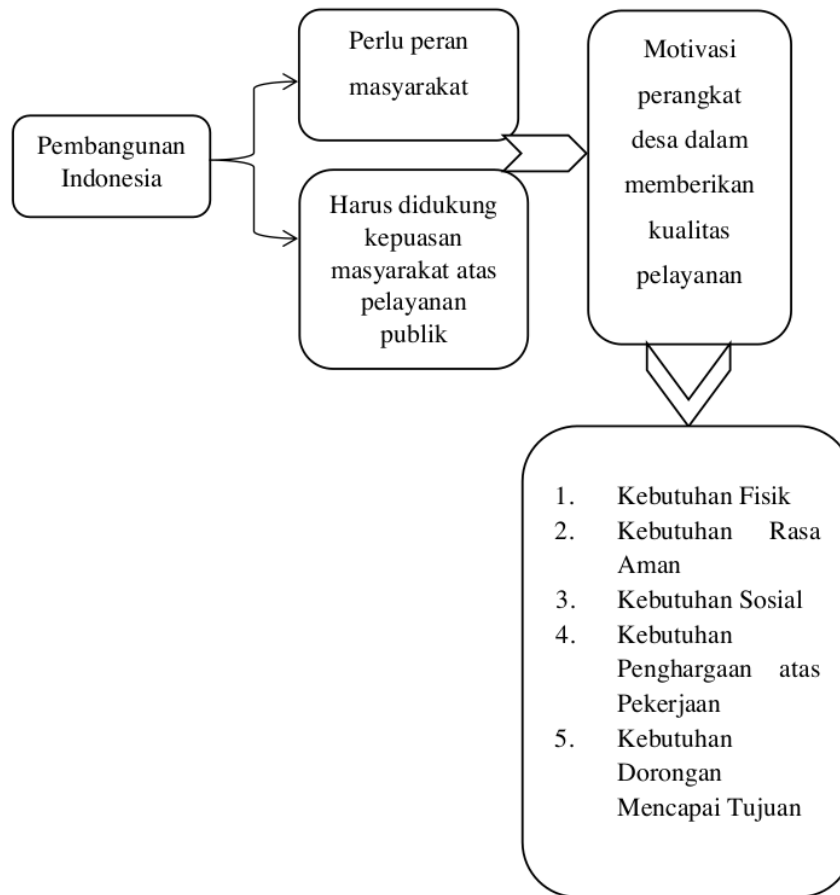 Pembangunan
Indonesia
Perlu peran
masyarakat
Harus didukung
kepuasan
masyarakat atas
pelayanan
publik
Motivasi
perangkat
desa dalam
memberikan
kualitas
pelayanan
1. Kebutuhan Fisik
2. Kebutuhan Rasa
Aman
3. Kebutuhan Sosial
4. Kebutuhan
Penghargaan atas
Pekerjaan
5. Kebutuhan
Dorongan
Mencapai Tujuan